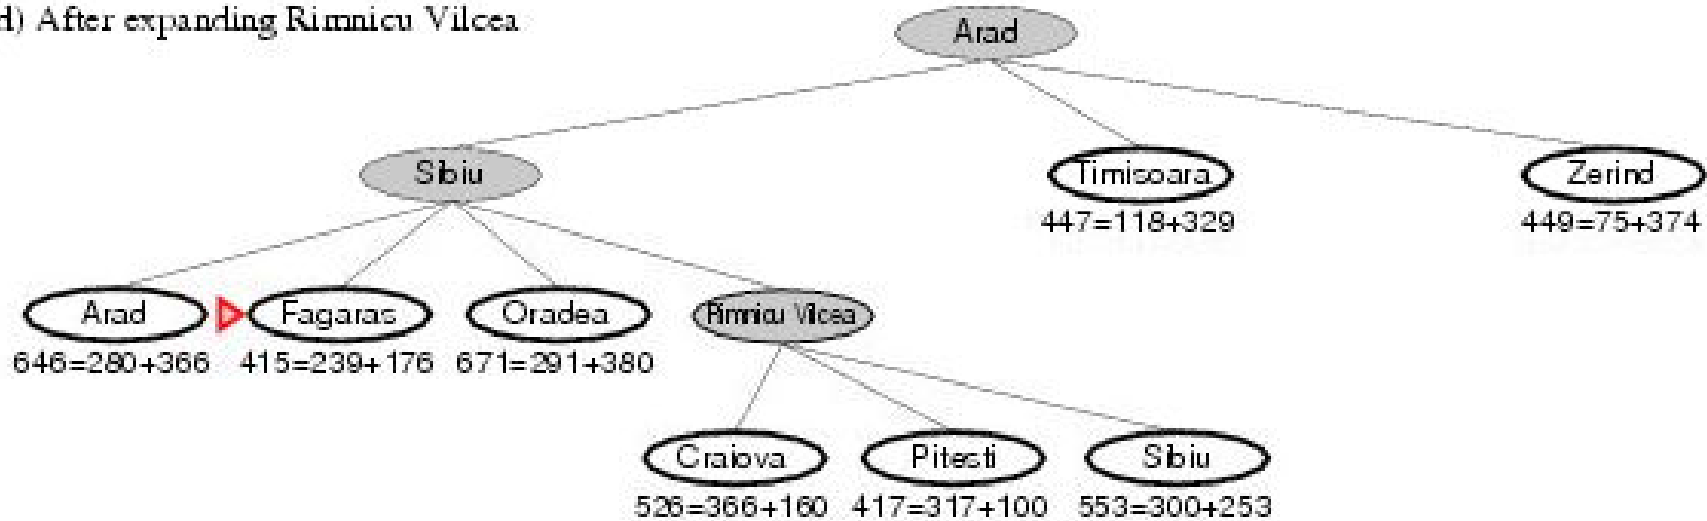 d) After expanding Rimnicu Vilcea
Arad
Sibiu
Timisoara
Zerind
447=118+329
449=75+374
Arad
Fagaras
Oradea
Rimnicu Vilcea
646=280+366
415=239+176
671=291+380
Craiova
Pitesti
Sibiu
526=366+160
417=317+100
553=300+253